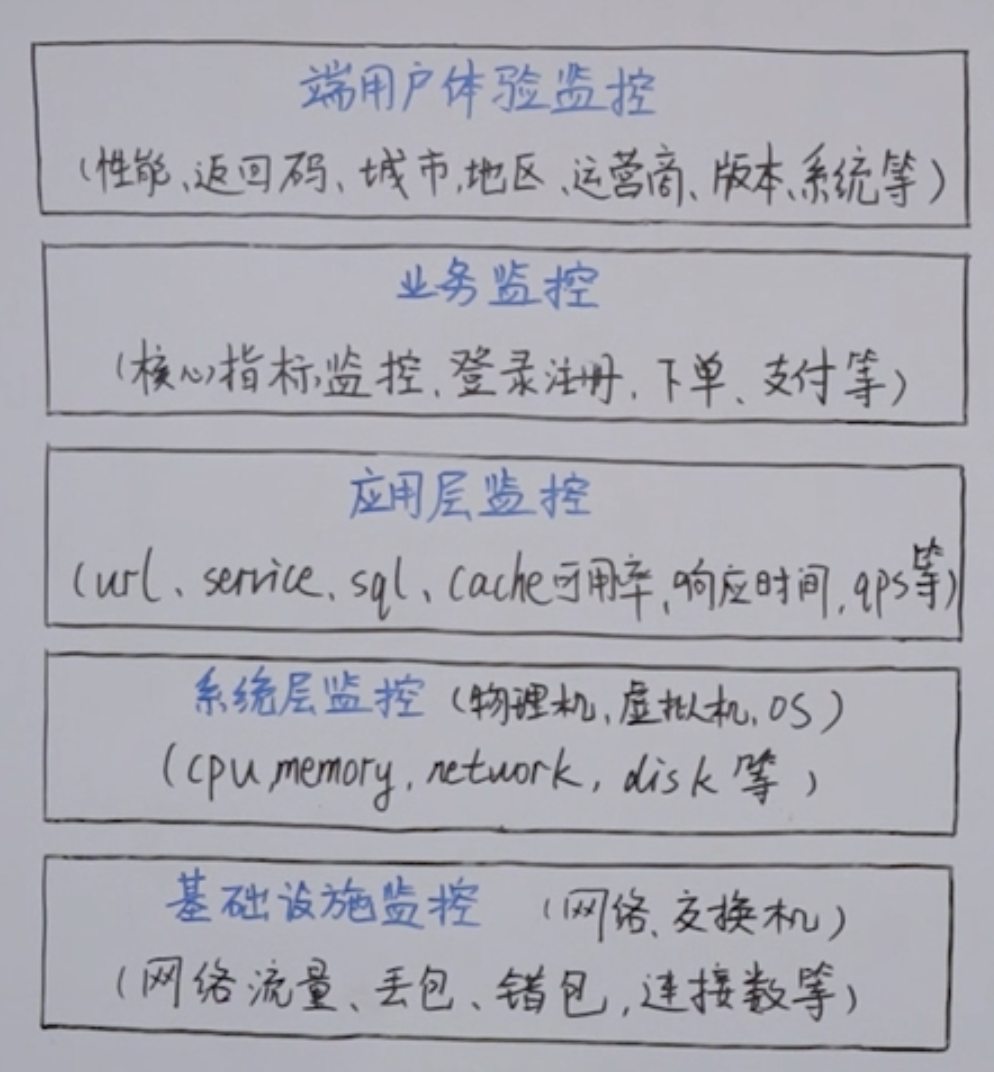 端用户体验监控
(性能、返回码、城市、地区、运营商、版本、系统等)
业务监控
(核心指标监控、登录注册、下单、支付等)
应用层监控
(url、service、sql、cache可用率、响应时间、qps等)
系统层监控 (物理机、虚拟机、OS)
(cpu,memory, network, disk 等)
基础设施监控 (网络、交换机)
(网络流量、丢包、错包,连接数等)